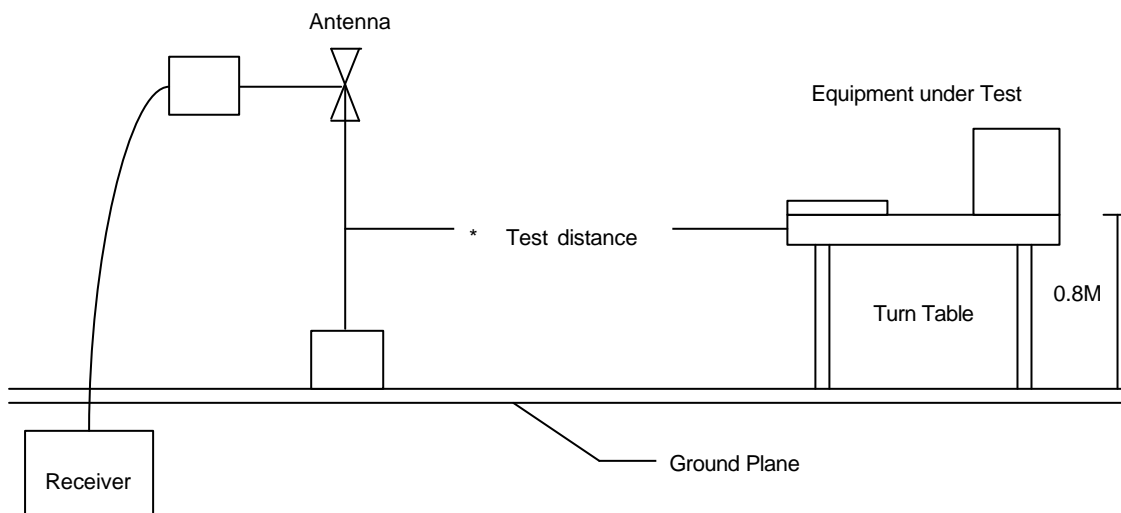 Antenna
Equipment under Test
* Test distance
0.8M
Turn Table
Ground Plane
Receiver